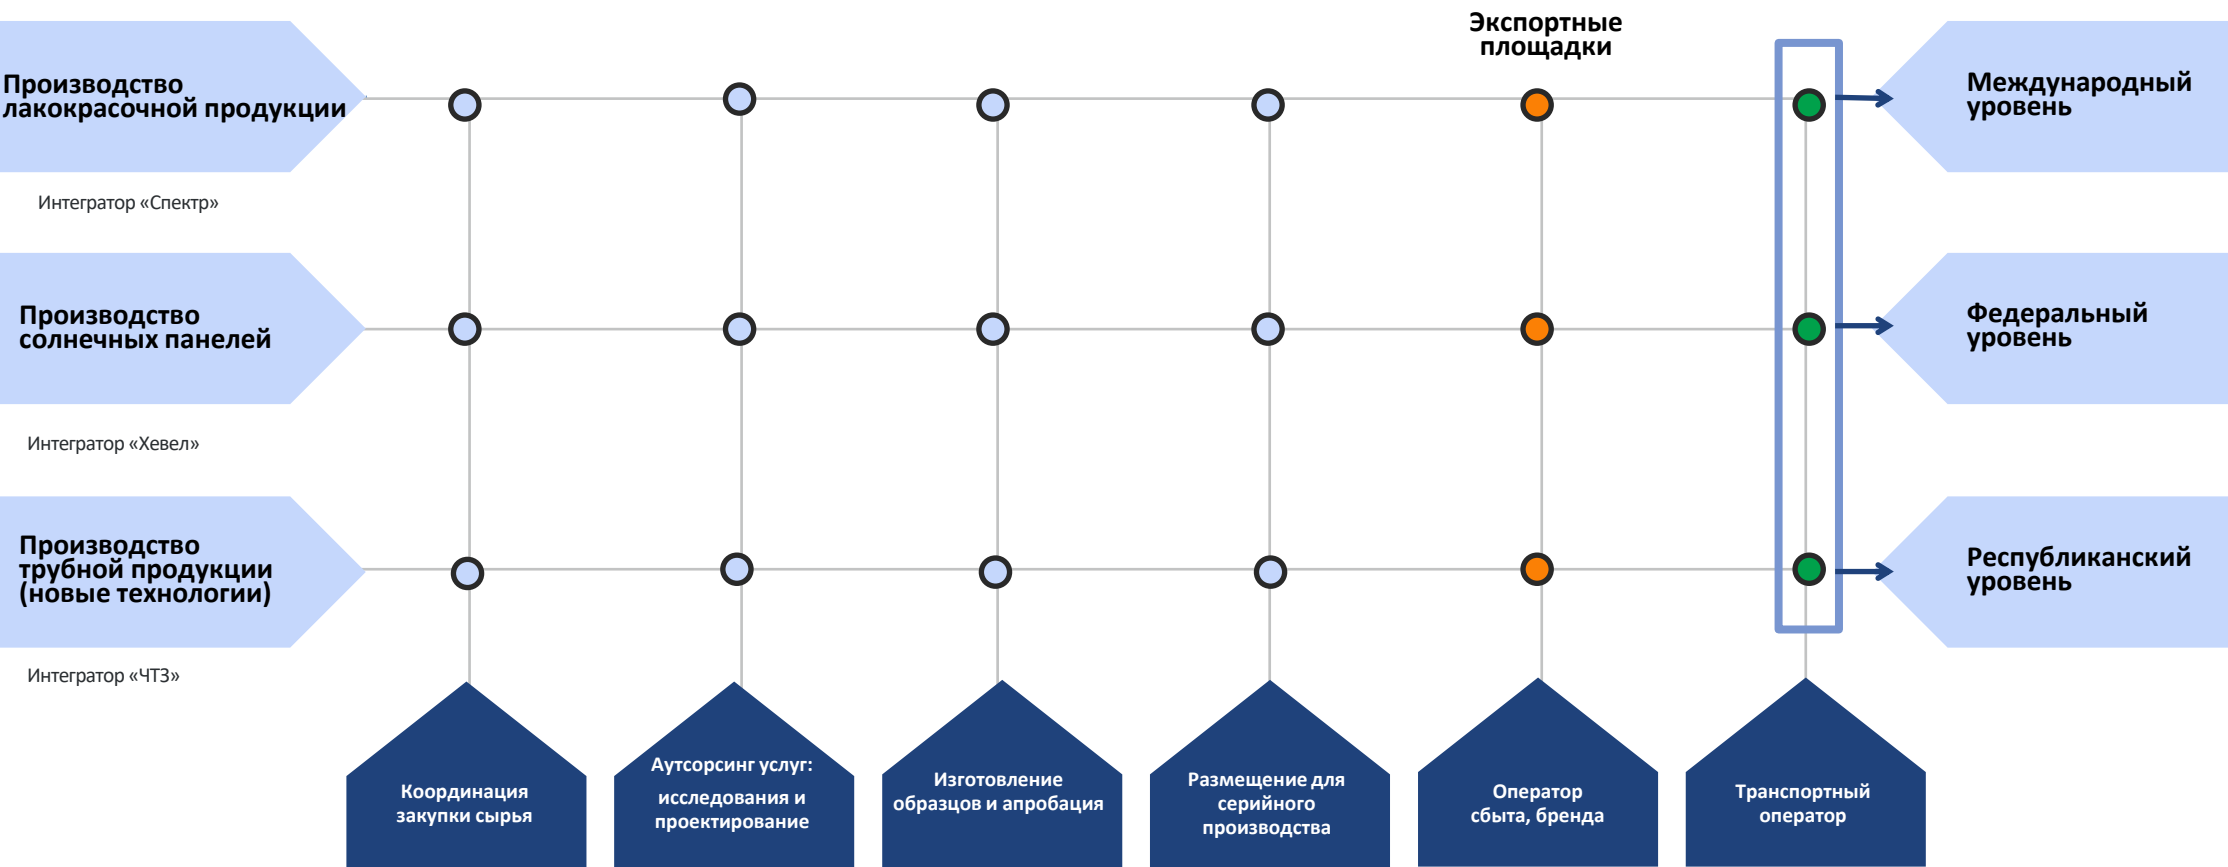 Экспортные
площадки
Производство
лакокрасочной продукции
Международный
уровень
Интегратор «Спектр»
Производство
солнечных панелей
Федеральный
уровень
Интегратор «Хевел»
Производство
трубной продукции
(новые технологии)
Республиканский
уровень
Интегратор «ЧТЗ»
Координация
закупки сырья
Аутсорсинг услуг:
исследования и
проектирование
Изготовление
образцов и апробация
Размещение для
серийного
производства
Оператор
сбыта, бренда
Транспортный
оператор